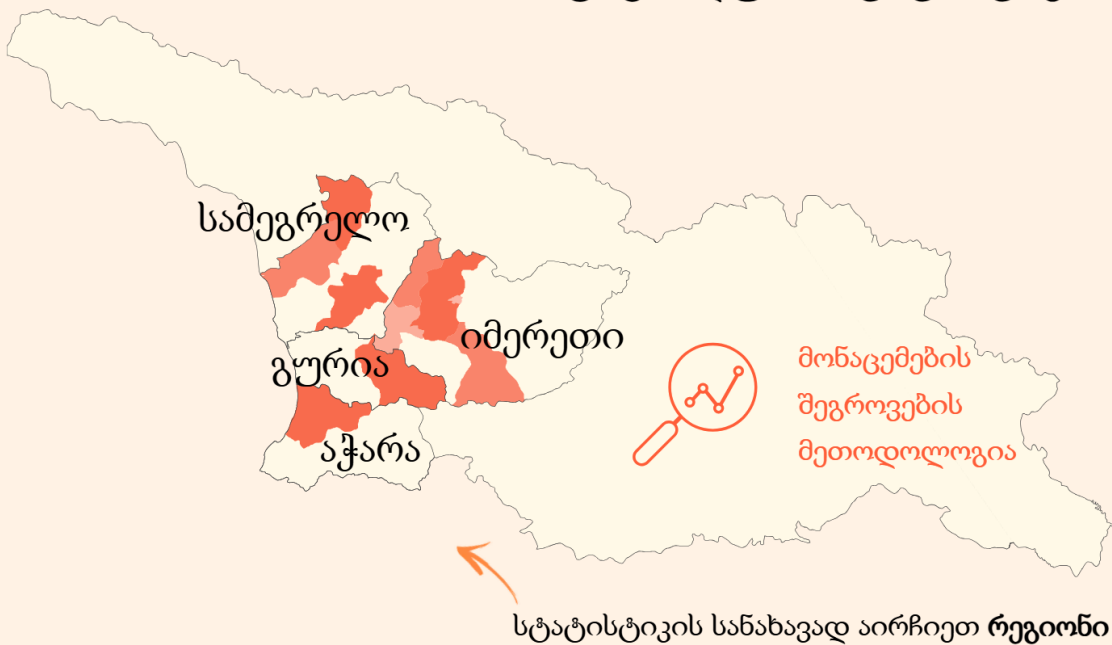 სამეგრელო
იმერეთი
გურია
აჭარა
მონაცემების
შეგროვების
მეთოდოლოგია
სტატისტიკის სანახავად აირჩიეთ რეგიონი